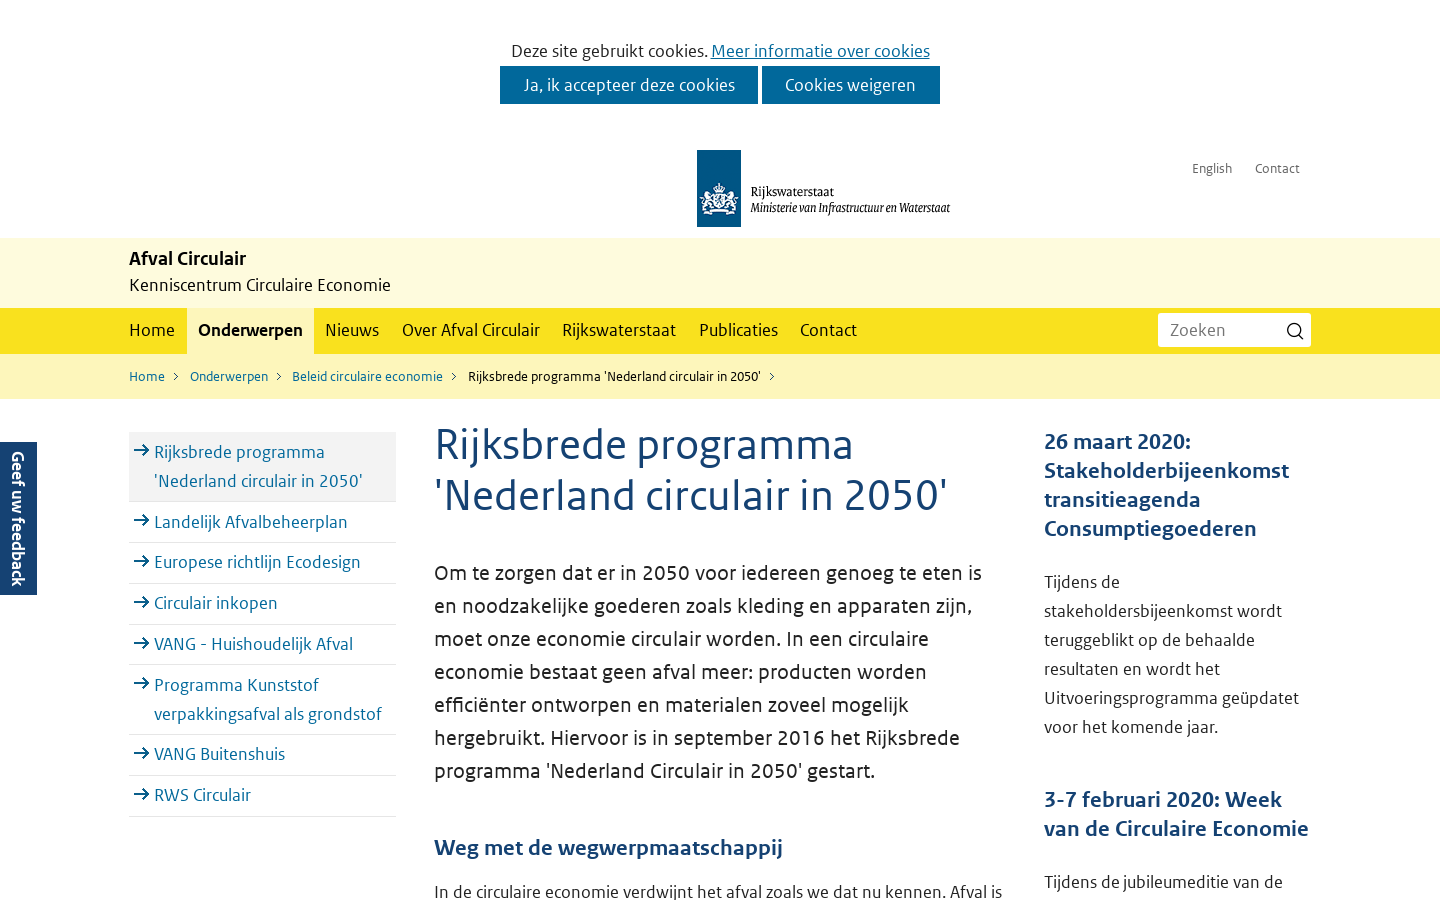 Deze site gebruikt cookies. Meer informatie over cookies
Ja, ik accepteer deze cookies
Cookies weigeren
Rijkswaterstaat
Ministerie van Infrastructuur en Waterstaat
English
Contact
Afval Circulair
Kenniscentrum Circulaire Economie
Home
Onderwerpen
Nieuws
Over Afval Circulair
Rijkswaterstaat
Publicaties
Contact
Zoeken
Home
Onderwerpen
Beleid circulaire economie
Rijksbrede programma 'Nederland circulair in 2050'
Geef uw feedback
Rijksbrede programma
'Nederland circulair in 2050'
Landelijk Afvalbeheerplan
Europese richtlijn Ecodesign
Circulair inkopen
VANG - Huishoudelijk Afval
Programma Kunststof
verpakkingsafval als grondstof
VANG Buitenshuis
RWS Circulair
Rijksbrede programma
'Nederland circulair in 2050'
Om te zorgen dat er in 2050 voor iedereen genoeg te eten is
en noodzakelijke goederen zoals kleding en apparaten zijn,
moet onze economie circulair worden. In een circulaire
economie bestaat geen afval meer: producten worden
efficiënter ontworpen en materialen zoveel mogelijk
hergebruikt. Hiervoor is in september 2016 het Rijksbrede
programma 'Nederland Circulair in 2050' gestart.
Weg met de wegwerpmaatschappij
In de circulaire economie verdwijnt het afval zoals we dat nu kennen. Afval is
26 maart 2020:
Stakeholderbijeenkomst
transitieagenda
Consumptiegoederen
Tijdens de
stakeholdersbijeenkomst wordt
teruggeblikt op de behaalde
resultaten en wordt het
Uitvoeringsprogramma geüpdatet
voor het komende jaar.
3-7 februari 2020: Week
van de Circulaire Economie
Tijdens de jubileumeditie van de